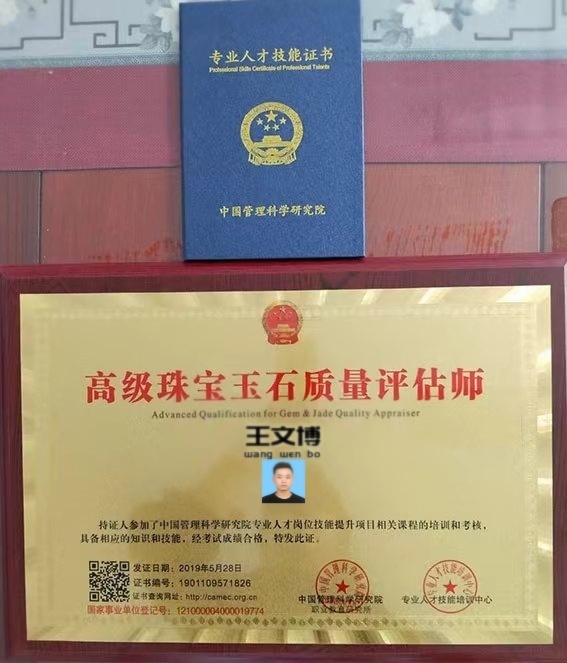 专业人才技能证书
Professional Skills Certificate of Professional Talents
中国管理科学研究院
高级珠宝玉石质量评估师
Advanced Qualification for Gem & Jade Quality Appraiser
王文博
wang wen bo
持证人参加了中国管理科学研究院专业人才岗位技能提升项目相关课程的培训和考核，
具备相应的知识和技能，经考试成绩合格，特发此证。
发证日期：2019年5月28日
证书编号：1901109571826
证书查询网址：http://camec.org.cn
国家事业单位登记号：121000004000019774
中国管理科学研究院
职业教育研究所
专业人才技能培训中心